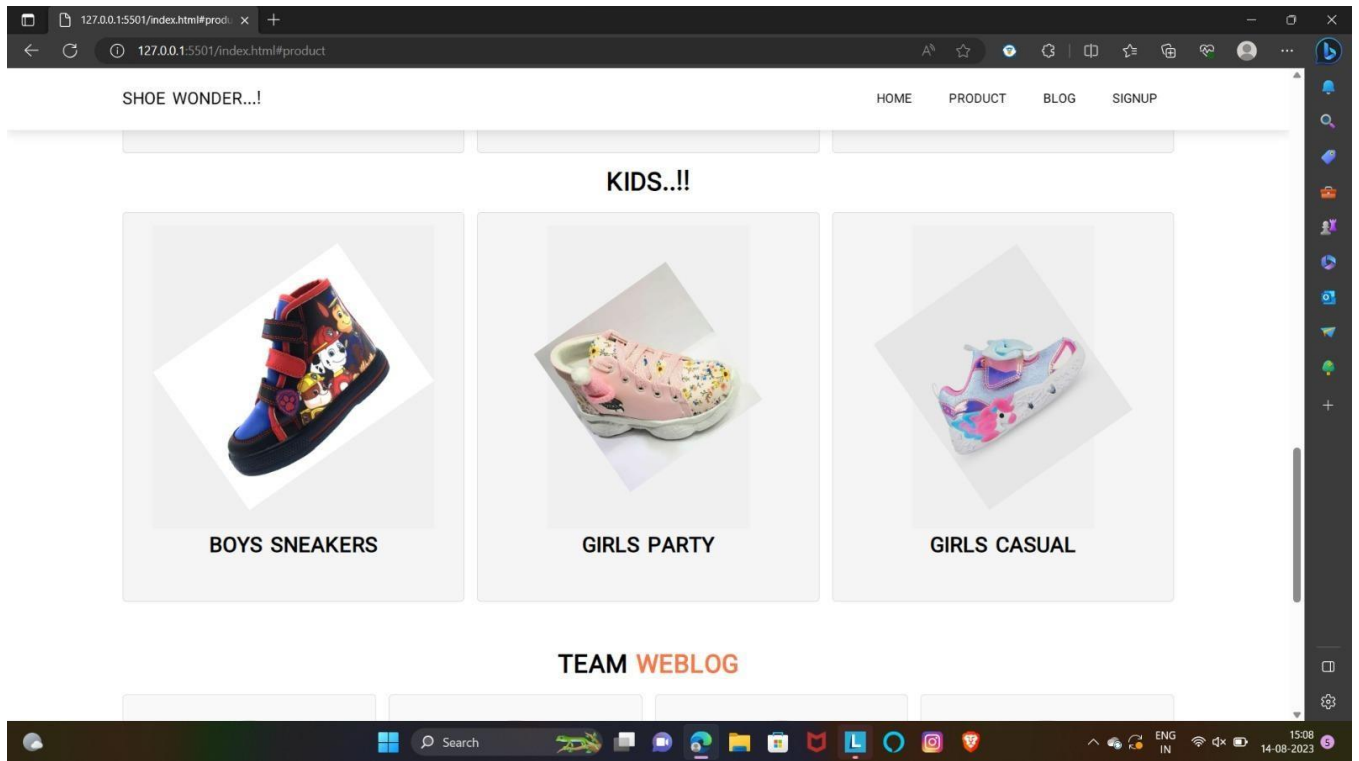 127.0.0.1:5501/index.html#produ
127.0.0.1:5501/index.html#product
SHOE WONDER...!
HOME PRODUCT BLOG SIGNUP
KIDS..!!
BOYS SNEAKERS GIRLS PARTY GIRLS CASUAL
TEAM WEBLOG
Search
ENG
IN
15:08
14-08-2023
S